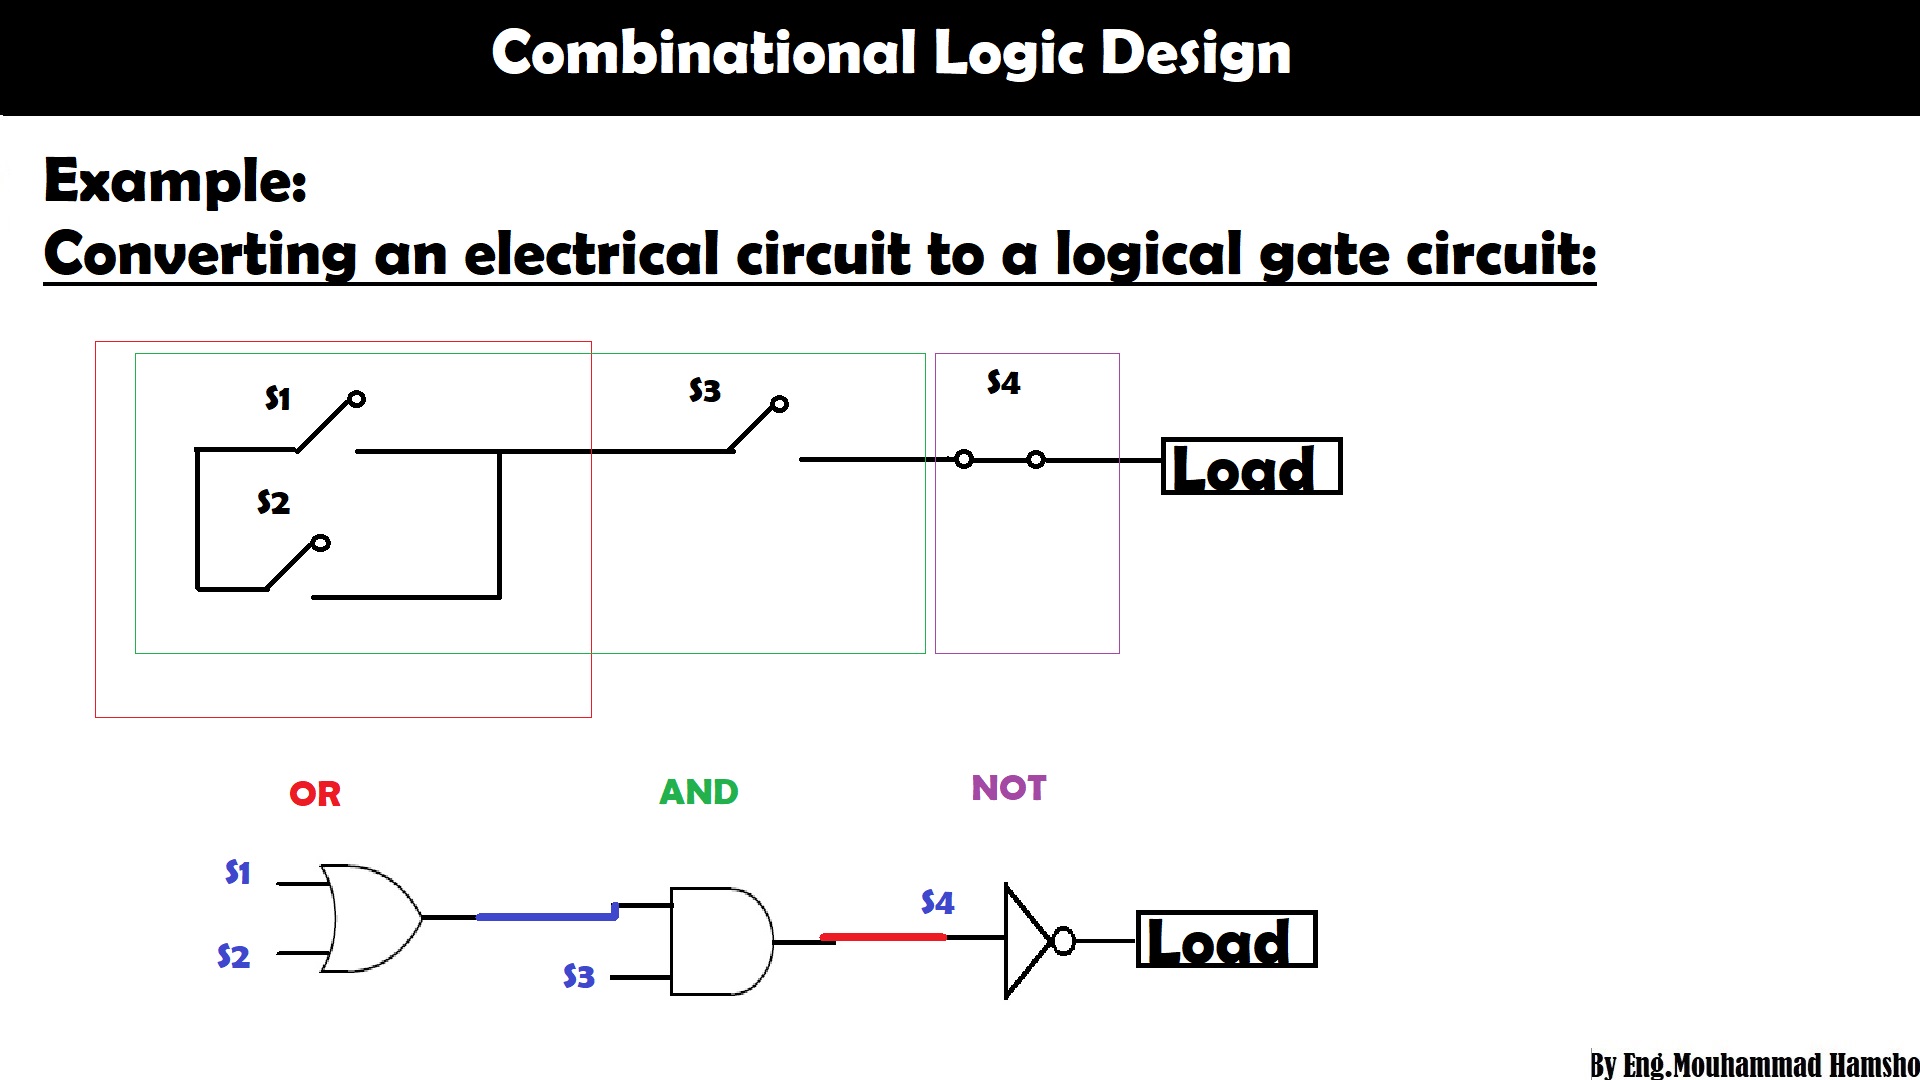 Combinational Logic Design
Example:
Converting an electrical circuit to a logical gate circuit:
S1
S3
S4
Load
S2
OR
AND
NOT
S1
S4
S2
S3
Load
By Eng.Mouhammad Hamsho